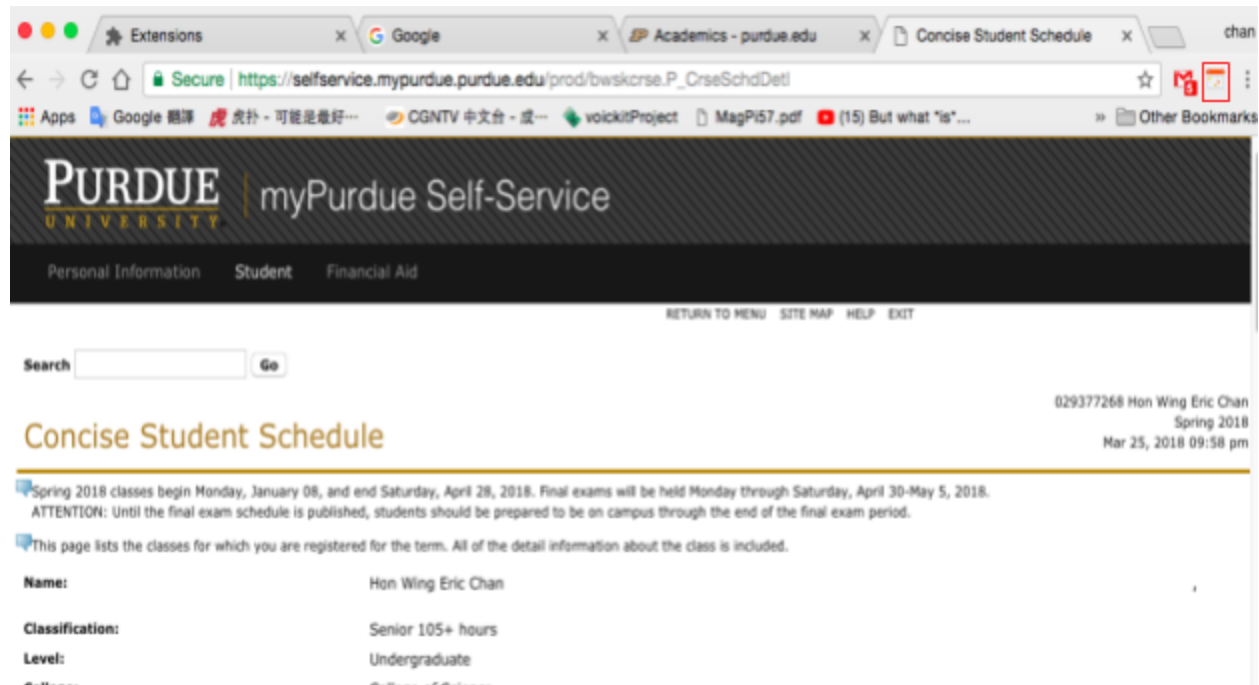 Extensions × Google × Academics - purdue.edu × Concise Student Schedule × chan
Secure | https://selfservice.mypurdue.purdue.edu/prod/bwskcrse.P_CrseSchdDetl
Apps Google 翻譯 虎扑 - 可能是最好… CGNTV 中文台 - 成… voickitProject MagPi57.pdf (15) But what "is"… » Other Bookmarks
PURDUE
UNIVERSITY
myPurdue Self-Service
Personal Information Student Financial Aid
RETURN TO MENU SITE MAP HELP EXIT
Search Go
029377268 Hon Wing Eric Chan
Spring 2018
Mar 25, 2018 09:58 pm
Concise Student Schedule
Spring 2018 classes begin Monday, January 08, and end Saturday, April 28, 2018. Final exams will be held Monday through Saturday, April 30-May 5, 2018.
ATTENTION: Until the final exam schedule is published, students should be prepared to be on campus through the end of the final exam period.
This page lists the classes for which you are registered for the term. All of the detail information about the class is included.
Name: Hon Wing Eric Chan
Classification: Senior 105+ hours
Level: Undergraduate
College: College of Science